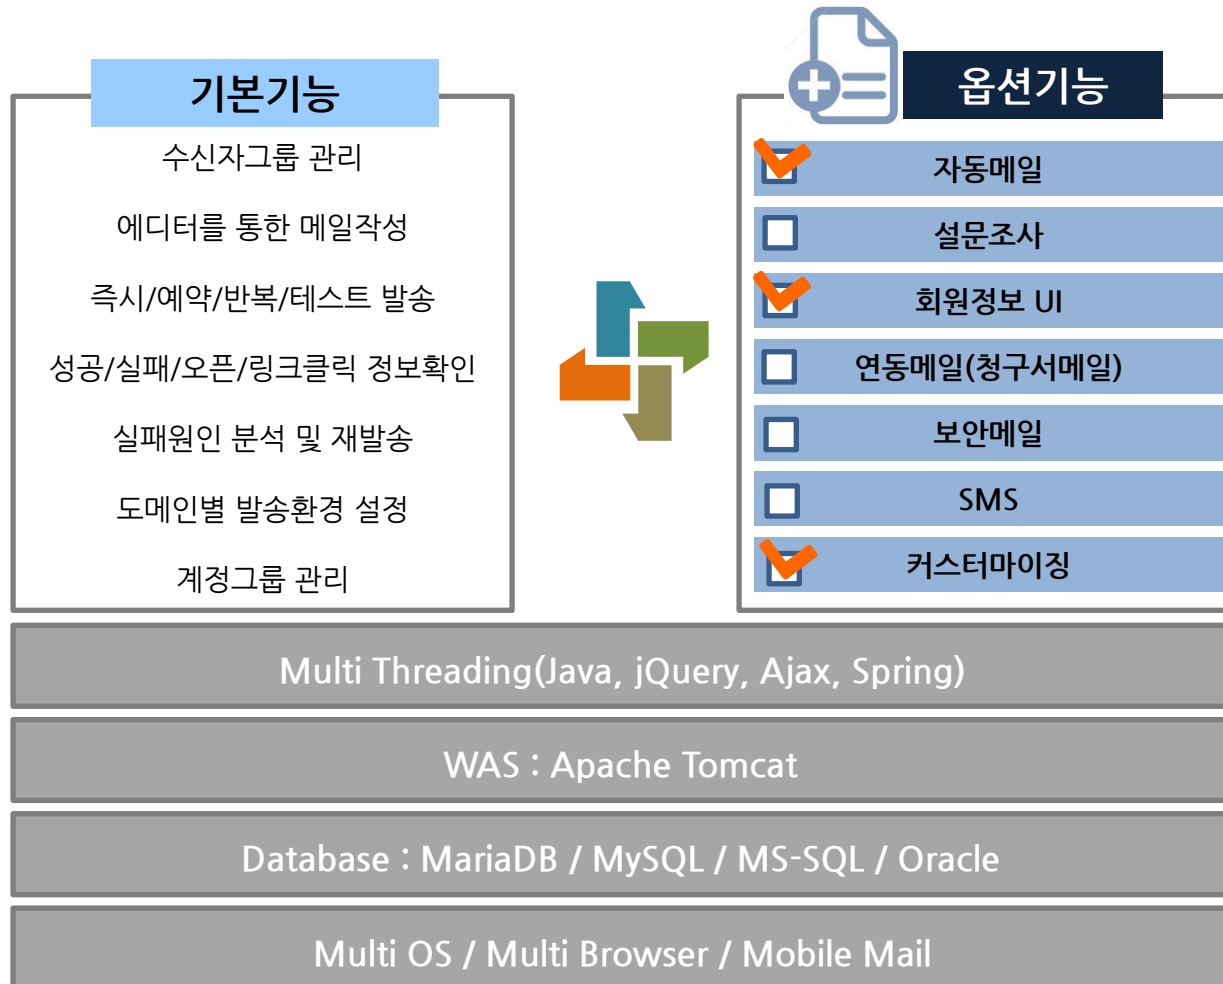 기본기능
수신자그룹 관리
에디터를 통한 메일작성
즉시/예약/반복/테스트 발송
성공/실패/오픈/링크클릭 정보확인
실패원인 분석 및 재발송
도메인별 발송환경 설정
계정그룹 관리
옵션기능
자동메일
설문조사
회원정보 UI
연동메일(청구서메일)
보안메일
SMS
커스터마이징
Multi Threading(Java, jQuery, Ajax, Spring)
WAS : Apache Tomcat
Database : MariaDB / MySQL / MS-SQL / Oracle
Multi OS / Multi Browser / Mobile Mail